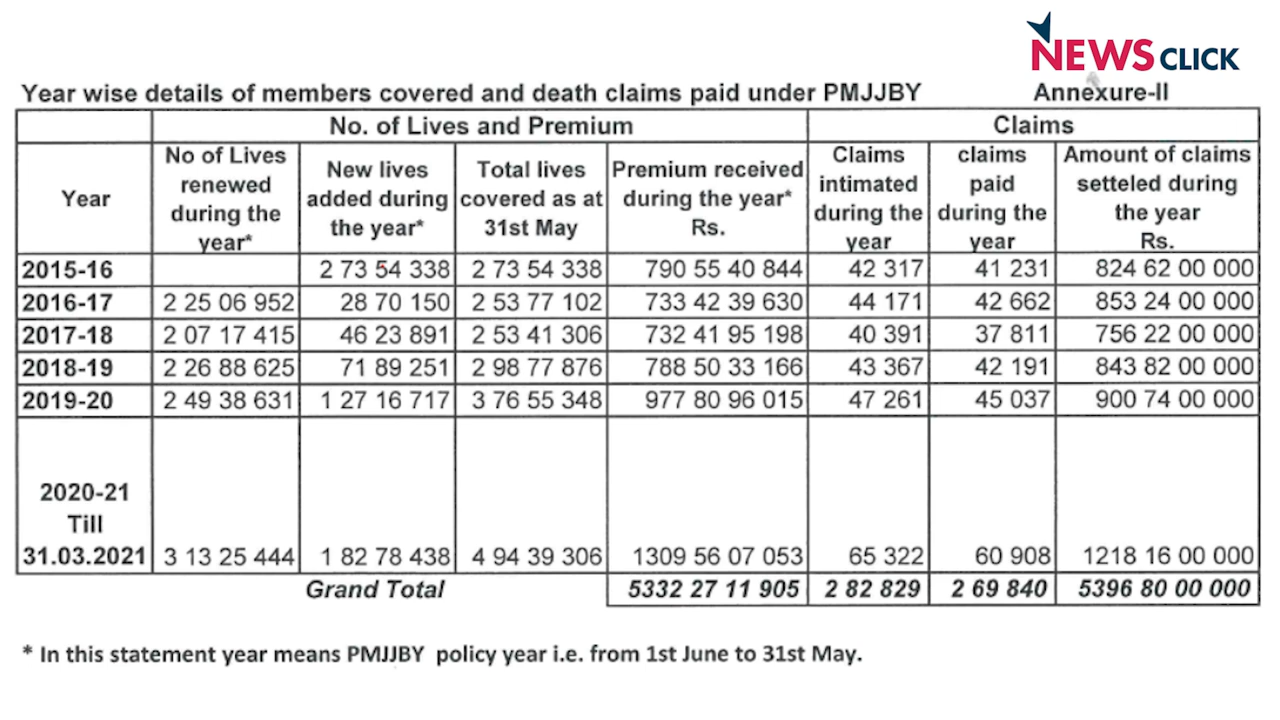 NEWS CLICK
Year wise details of members covered and death claims paid under PMJJBY Annexure-II
No. of Lives and Premium Claims
Year No of Lives renewed during the year* New lives added during the year* Total lives covered as at 31st May Premium received during the year* Rs. Claims intimated during the year claims paid during the year Amount of claims setteled during the year Rs.
2015-16 2 73 54 338 2 73 54 338 790 55 40 844 42 317 41 231 824 62 00 000
2016-17 2 25 06 952 28 70 150 2 53 77 102 733 42 39 630 44 171 42 662 853 24 00 000
2017-18 2 07 17 415 46 23 891 2 53 41 306 732 41 95 198 40 391 37 811 756 22 00 000
2018-19 2 26 88 625 71 89 251 2 98 77 876 788 50 33 166 43 367 42 191 843 82 00 000
2019-20 2 49 38 631 1 27 16 717 3 76 55 348 977 80 96 015 47 261 45 037 900 74 00 000
2020-21
Till
31.03.2021 3 13 25 444 1 82 78 438 4 94 39 306 1309 56 07 053 65 322 60 908 1218 16 00 000
Grand Total 5332 27 11 905 2 82 829 2 69 840 5396 80 00 000
* In this statement year means PMJJBY policy year i.e. from 1st June to 31st May.